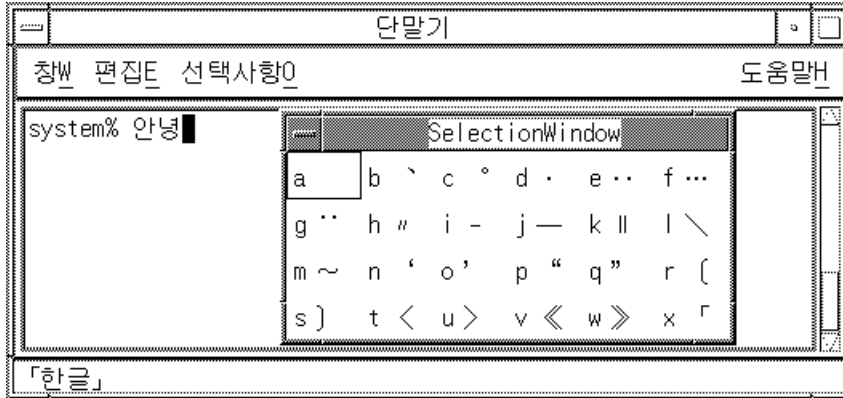 단말기
창W 편집E 선택사항O 도움말H
system% 안녕
SelectionWindow
a b ` c ° d · e ‥ f …
g ¨ h 〃 i - j ― k ∥ l ＼
m ∼ n ‘ o ’ p “ q ” r 〔
s 〕 t 〈 u 〉 v 《 w 》 x 「
「한글」